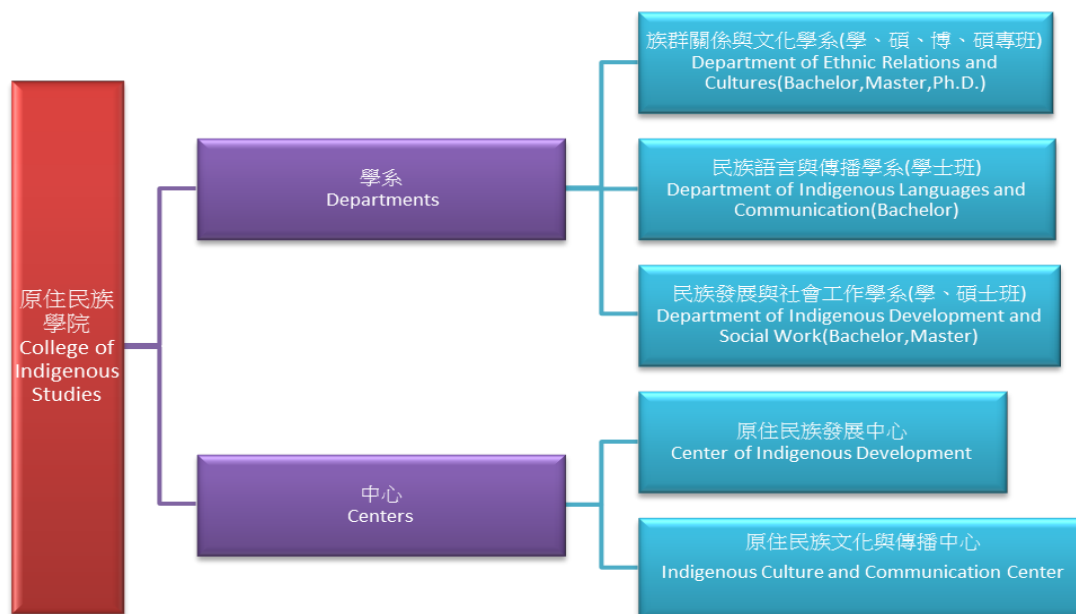 原住民族
學院
College of
Indigenous
Studies
學系
Departments
族群關係與文化學系(學、碩、博、碩專班)
Department of Ethnic Relations and
Cultures(Bachelor,Master,Ph.D.)
民族語言與傳播學系(學士班)
Department of Indigenous Languages and
Communication(Bachelor)
民族發展與社會工作學系(學、碩士班)
Department of Indigenous Development and
Social Work(Bachelor,Master)
中心
Centers
原住民族發展中心
Center of Indigenous Development
原住民族文化與傳播中心
Indigenous Culture and Communication Center